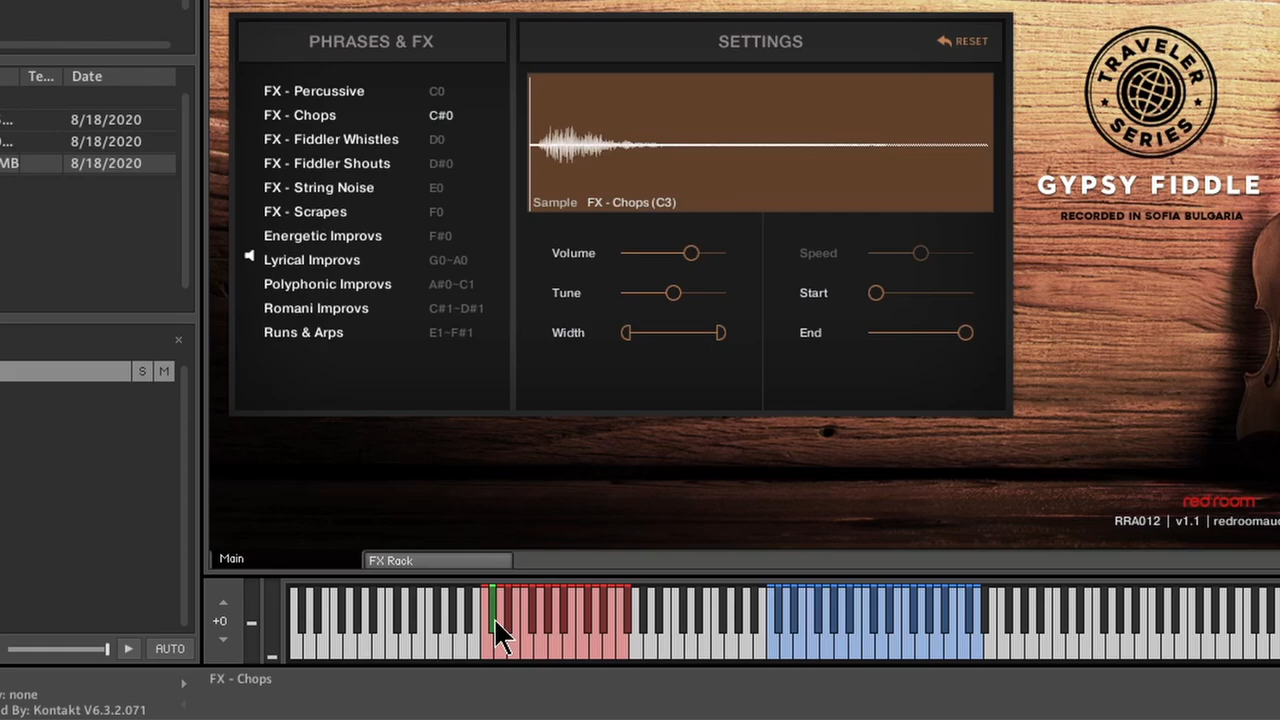 Te... Date
... 8/18/2020
... 8/18/2020
MB 8/18/2020
S M
AUTO
: none
d By: Kontakt V6.3.2.071
PHRASES & FX
FX - Percussive C0
FX - Chops C#0
FX - Fiddler Whistles D0
FX - Fiddler Shouts D#0
FX - String Noise E0
FX - Scrapes F0
Energetic Improvs F#0
Lyrical Improvs G0~A0
Polyphonic Improvs A#0~C1
Romani Improvs C#1~D#1
Runs & Arps E1~F#1
SETTINGS
RESET
Sample FX - Chops (C3)
Volume
Tune
Width
Speed
Start
End
TRAVELER
SERIES
GYPSY FIDDLE
RECORDED IN SOFIA BULGARIA
red room
RRA012 | v1.1 | redroomau
Main
FX Rack
+0
FX - Chops